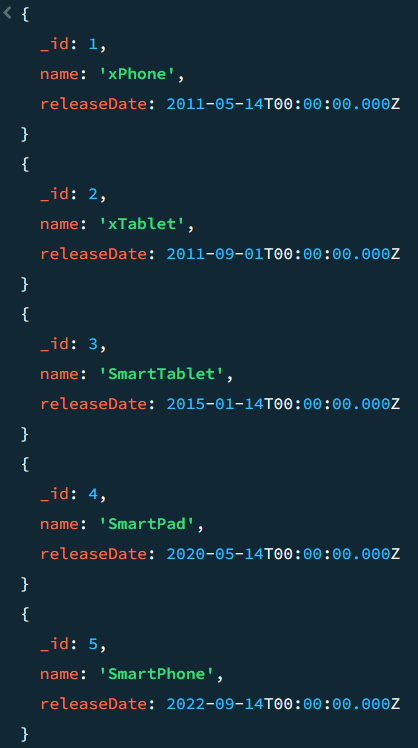 {
_id: 1,
name: 'xPhone',
releaseDate: 2011-05-14T00:00:00.000Z
}
{
_id: 2,
name: 'xTablet',
releaseDate: 2011-09-01T00:00:00.000Z
}
{
_id: 3,
name: 'SmartTablet',
releaseDate: 2015-01-14T00:00:00.000Z
}
{
_id: 4,
name: 'SmartPad',
releaseDate: 2020-05-14T00:00:00.000Z
}
{
_id: 5,
name: 'SmartPhone',
releaseDate: 2022-09-14T00:00:00.000Z
}